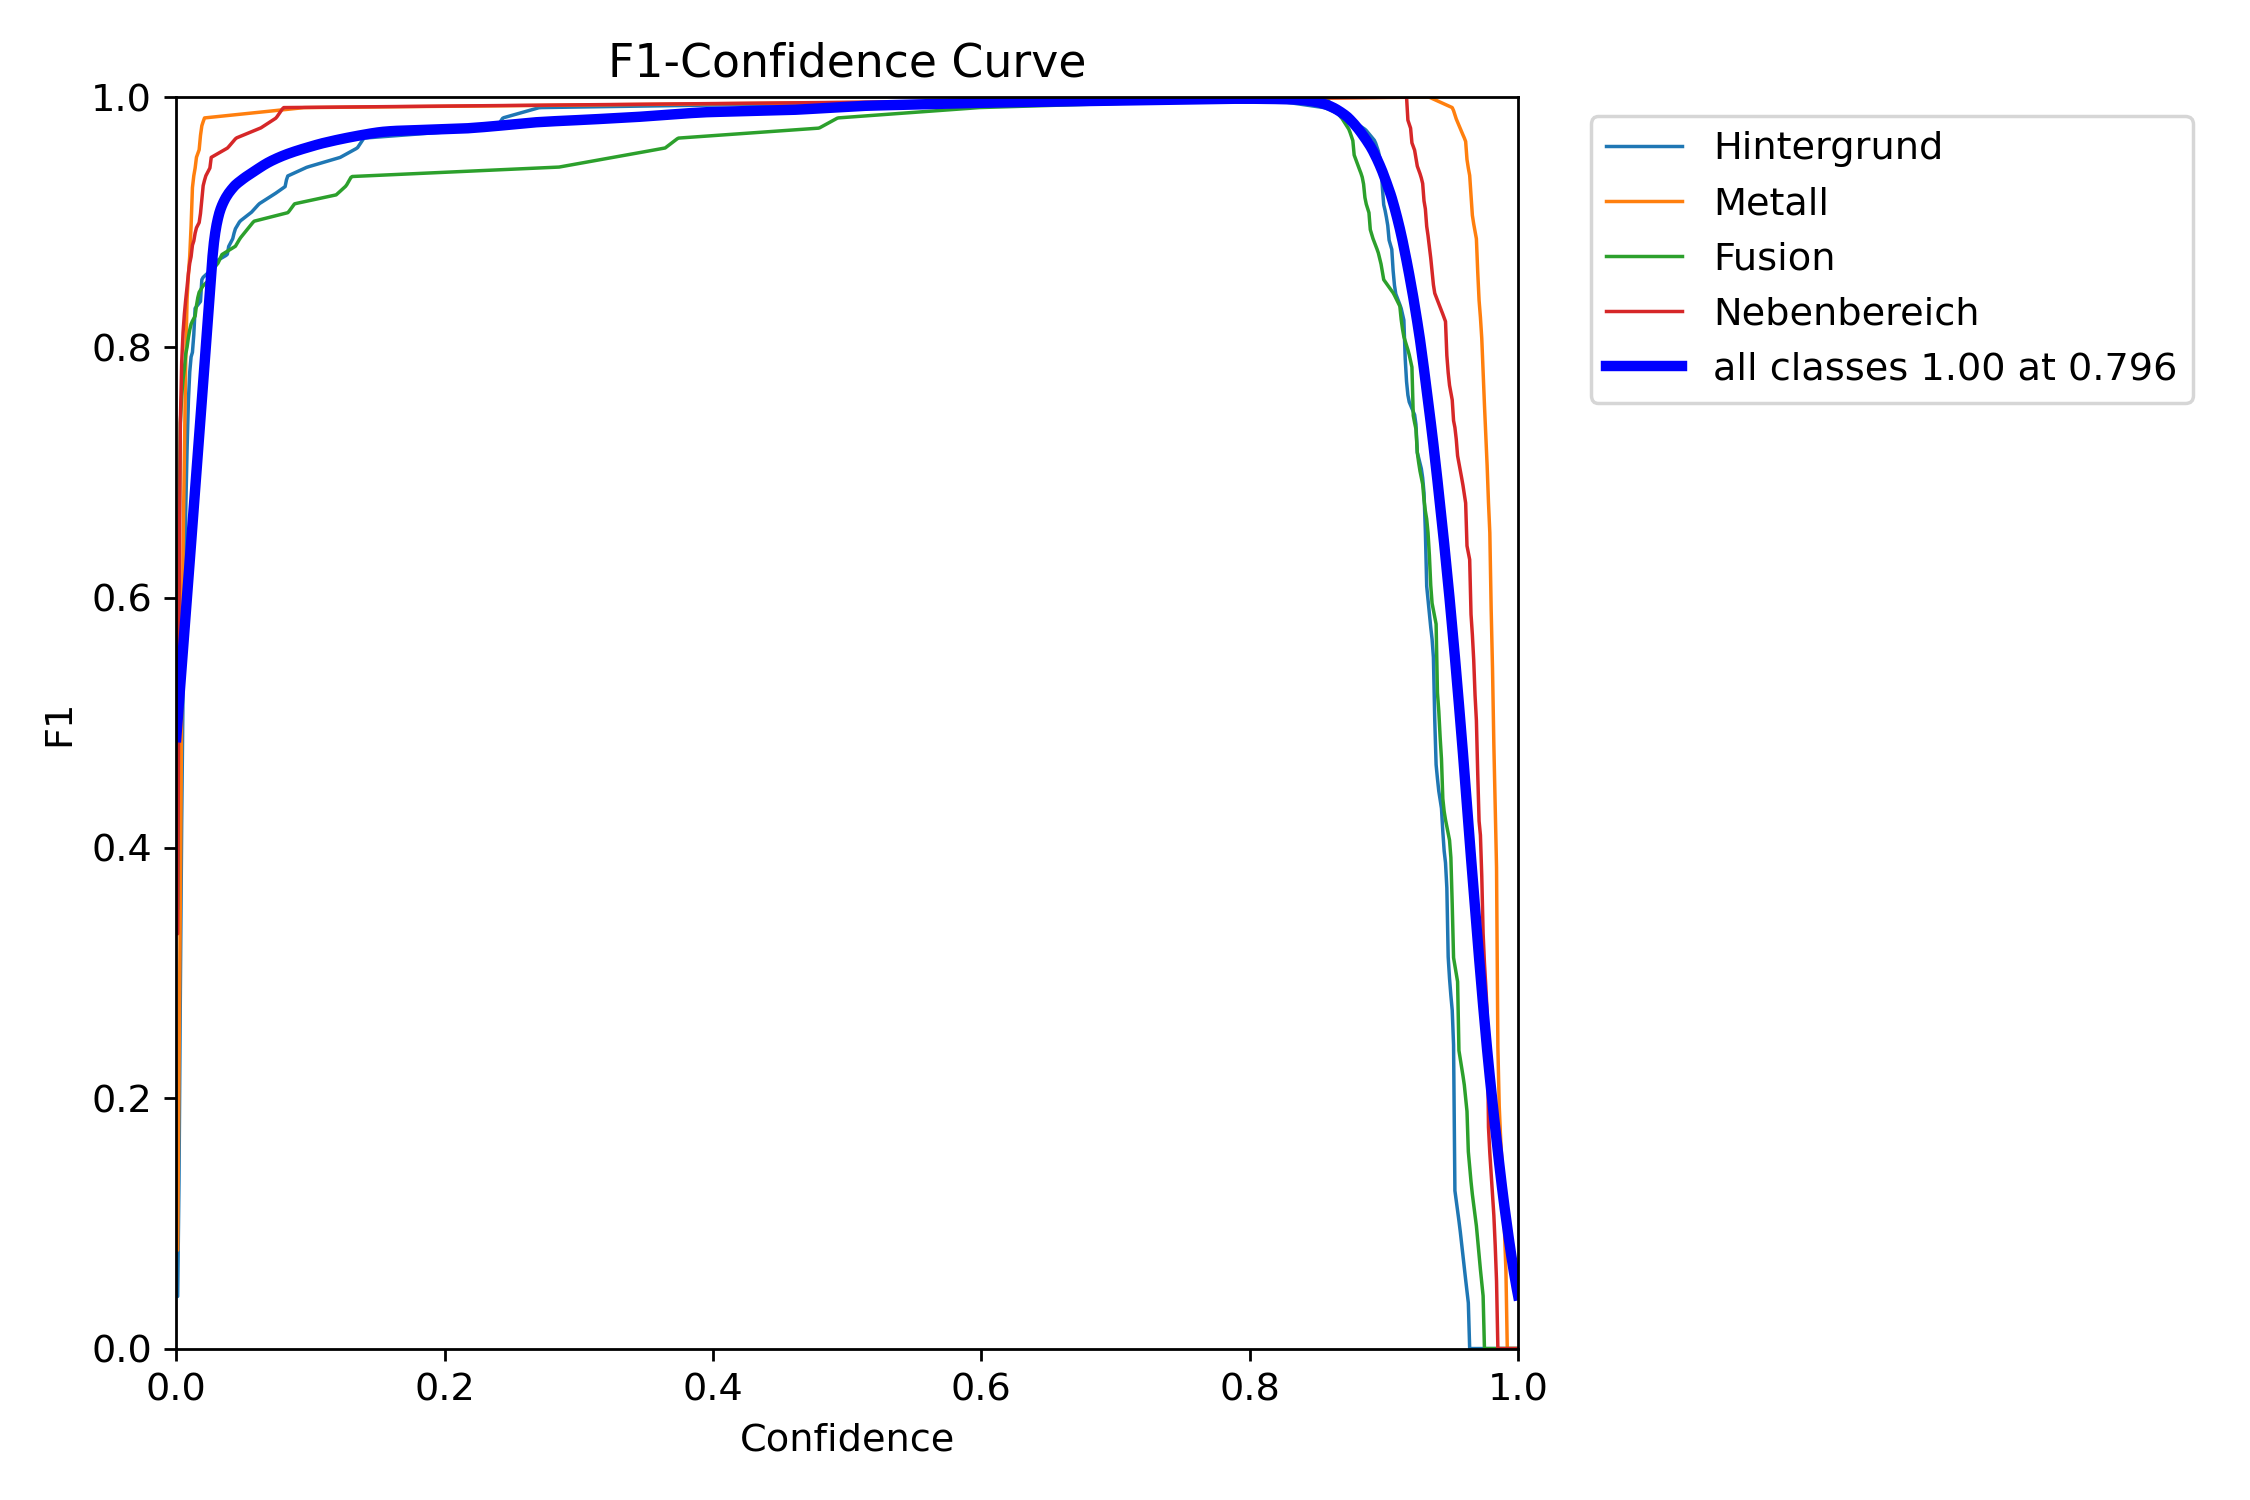 F1-Confidence Curve
1.0
0.8
0.6
0.4
0.2
0.0
F1
0.0 0.2 0.4 0.6 0.8 1.0
Confidence
Hintergrund
Metall
Fusion
Nebenbereich
all classes 1.00 at 0.796